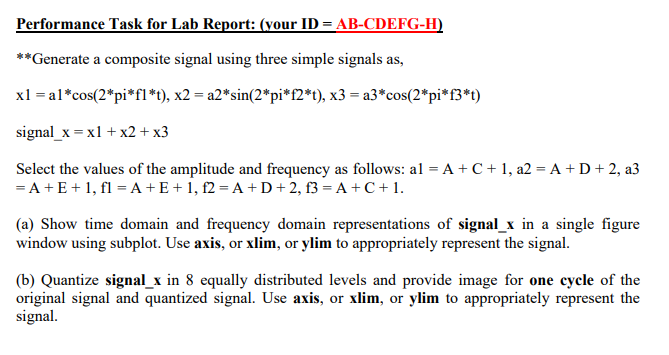 Performance Task for Lab Report: (your ID = AB-CDEFG-H)
**Generate a composite signal using three simple signals as,
x1 = a1*cos(2*pi*f1*t), x2 = a2*sin(2*pi*f2*t), x3 = a3*cos(2*pi*f3*t)
signal_x = x1 + x2 + x3
Select the values of the amplitude and frequency as follows: a1 = A + C + 1, a2 = A + D + 2, a3
= A + E + 1, f1 = A + E + 1, f2 = A + D + 2, f3 = A + C + 1.
(a) Show time domain and frequency domain representations of signal_x in a single figure
window using subplot. Use axis, or xlim, or ylim to appropriately represent the signal.
(b) Quantize signal_x in 8 equally distributed levels and provide image for one cycle of the
original signal and quantized signal. Use axis, or xlim, or ylim to appropriately represent the
signal.